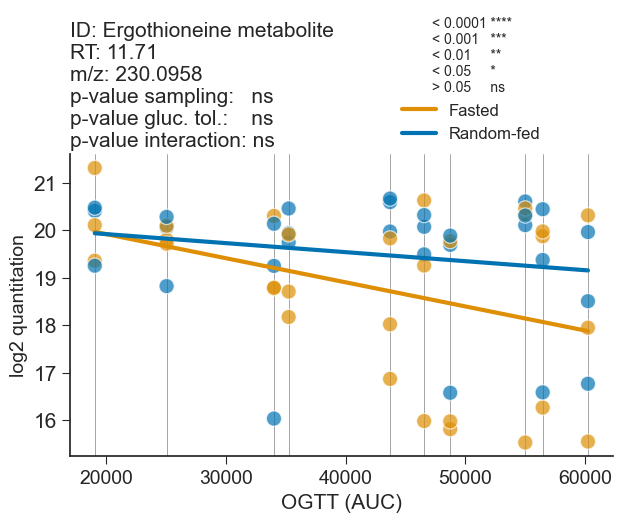 ID: Ergothioneine metabolite
RT: 11.71
m/z: 230.0958
p-value sampling: ns
p-value gluc. tol.: ns
p-value interaction: ns
< 0.0001 ****
< 0.001 ***
< 0.01 **
< 0.05 *
> 0.05 ns
Fasted
Random-fed
log2 quantitation
21
20
19
18
17
16
20000 30000 40000 50000 60000
OGTT (AUC)